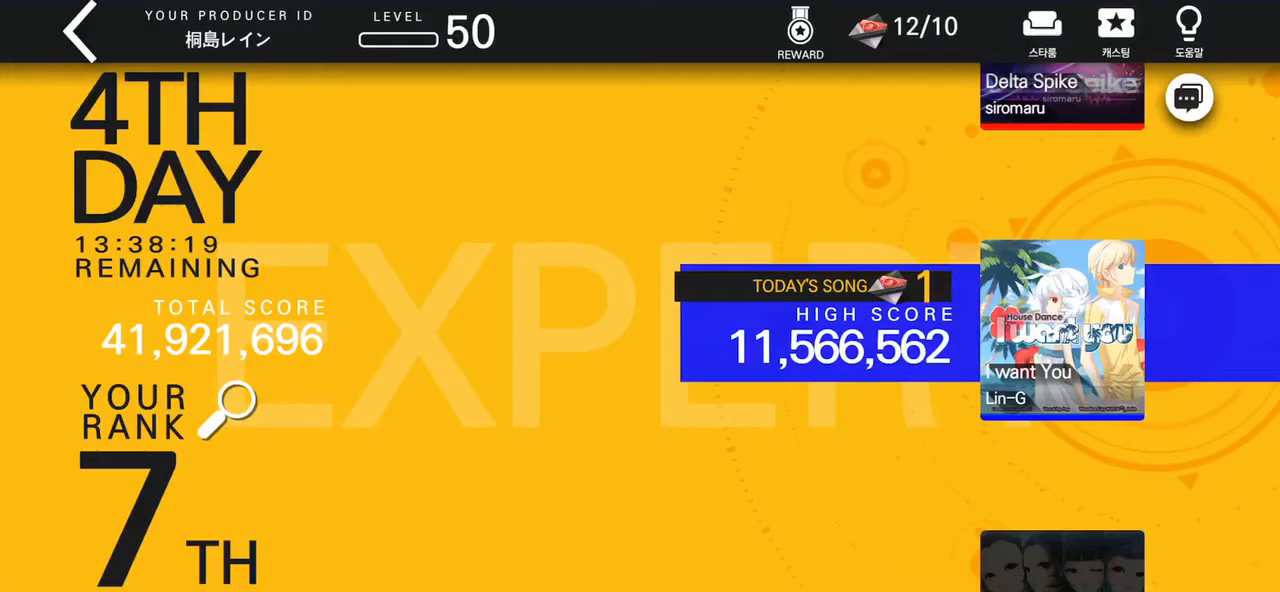 YOUR PRODUCER ID
桐島レイン
LEVEL
50
REWARD
12/10
스타룸
캐스팅
도움말
4TH
DAY
13:38:19
REMAINING
TOTAL SCORE
41,921,696
YOUR
RANK
7TH
EXPERT
Delta Spike
siromaru
siromaru
TODAY'S SONG 1
HIGH SCORE
11,566,562
House Dance
I want you
I want You
Lin-G